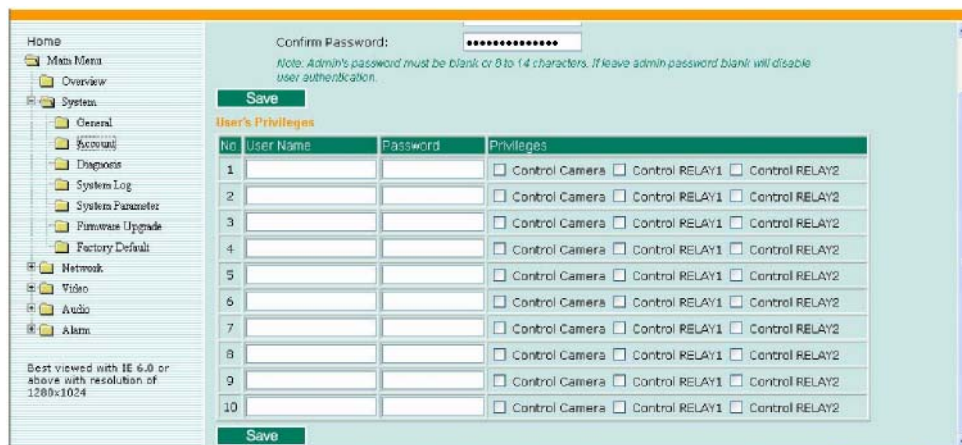 Home
Main Menu
Overview
System
General
Account
Diagnosis
System Log
System Parameter
Firmware Upgrade
Factory Default
Network
Video
Audio
Alarm
Best viewed with IE 6.0 or
above with resolution of
1280x1024
Confirm Password: ••••••••••••••
Note: Admin's password must be blank or 8 to 14 characters. If leave admin password blank will disable
user authentication.
Save
User's Privileges
No User Name Password Privileges
1 Control Camera Control RELAY1 Control RELAY2
2 Control Camera Control RELAY1 Control RELAY2
3 Control Camera Control RELAY1 Control RELAY2
4 Control Camera Control RELAY1 Control RELAY2
5 Control Camera Control RELAY1 Control RELAY2
6 Control Camera Control RELAY1 Control RELAY2
7 Control Camera Control RELAY1 Control RELAY2
8 Control Camera Control RELAY1 Control RELAY2
9 Control Camera Control RELAY1 Control RELAY2
10 Control Camera Control RELAY1 Control RELAY2
Save